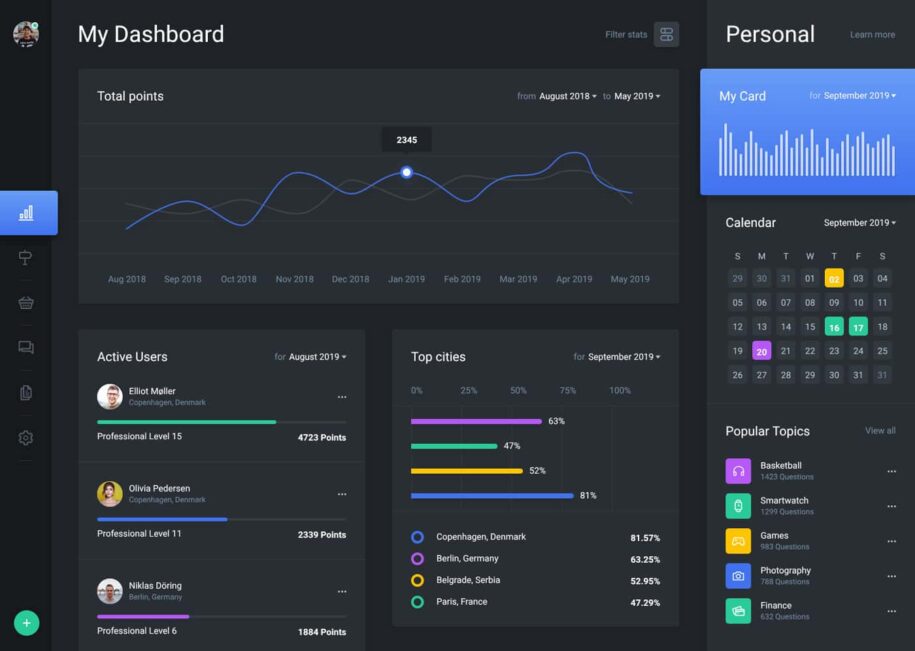 My Dashboard
Filter stats
Total points
from August 2018 to May 2019
2345
Aug 2018 Sep 2018 Oct 2018 Nov 2018 Dec 2018 Jan 2019 Feb 2019 Mar 2019 Apr 2019 May 2019
Active Users
for August 2019
Elliot Møller
Copenhagen, Denmark
Professional Level 15
4723 Points
Olivia Pedersen
Copenhagen, Denmark
Professional Level 11
2339 Points
Niklas Döring
Berlin, Germany
Professional Level 6
1884 Points
Top cities
for September 2019
0% 25% 50% 75% 100%
63%
47%
52%
81%
Copenhagen, Denmark 81.57%
Berlin, Germany 63.25%
Belgrade, Serbia 52.95%
Paris, France 47.29%
Personal
Learn more
My Card
for September 2019
Calendar
September 2019
S M T W T F S
29 30 31 01 02 03 04
05 06 07 08 09 10 11
12 13 14 15 16 17 18
19 20 21 22 23 24 25
26 27 28 29 30 31 31
Popular Topics
View all
Basketball
1423 Questions
Smartwatch
1299 Questions
Games
983 Questions
Photography
788 Questions
Finance
632 Questions